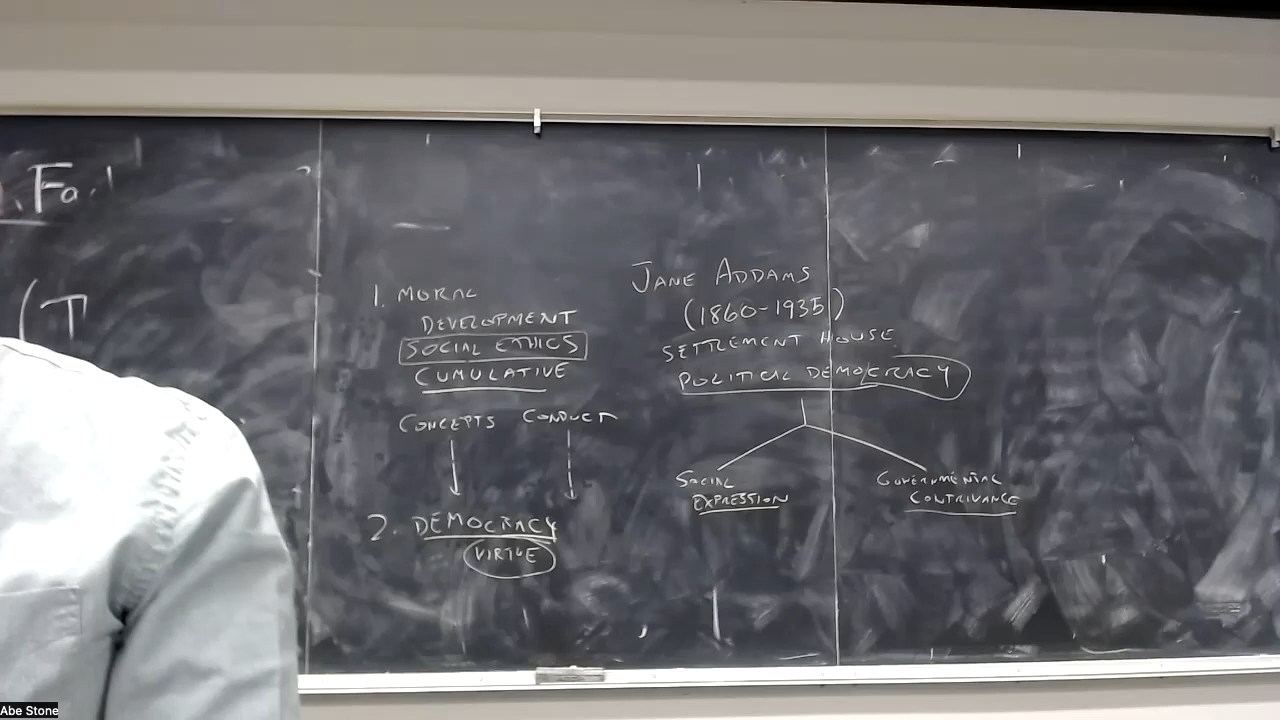 Fa
(T
1. MORAL
DEVELOPMENT
SOCIAL ETHICS
CUMULATIVE
CONCEPTS CONDUCT
2. DEMOCRACY
VIRTUE
JANE ADDAMS
(1860-1935)
SETTLEMENT HOUSE
POLITICAL DEMOCRACY
SOCIAL
EXPRESSION
GOVERNMENTAL
CONTRIVANCE
Abe Stone